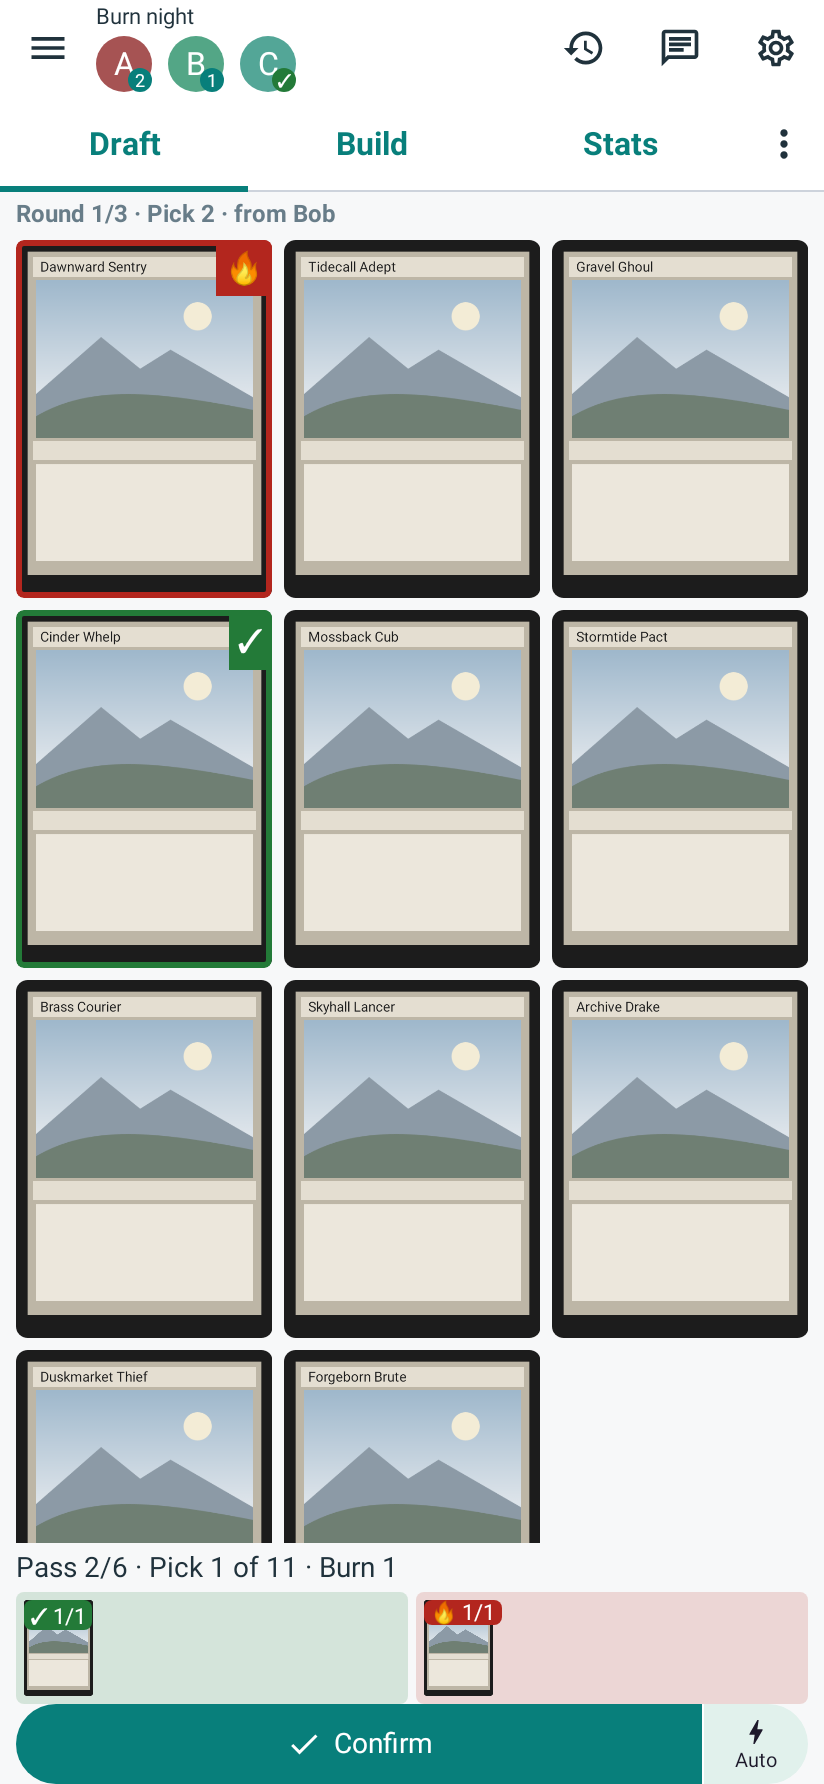 Burn night
A 2 B 1 C ✓
Draft Build Stats
Round 1/3 · Pick 2 · from Bob
Dawnward Sentry 🔥 Tidecall Adept Gravel Ghoul
Cinder Whelp ✓ Mossback Cub Stormtide Pact
Brass Courier Skyhall Lancer Archive Drake
Duskmarket Thief Forgeborn Brute
Pass 2/6 · Pick 1 of 11 · Burn 1
✓ 1/1 🔥 1/1
✓ Confirm
Auto